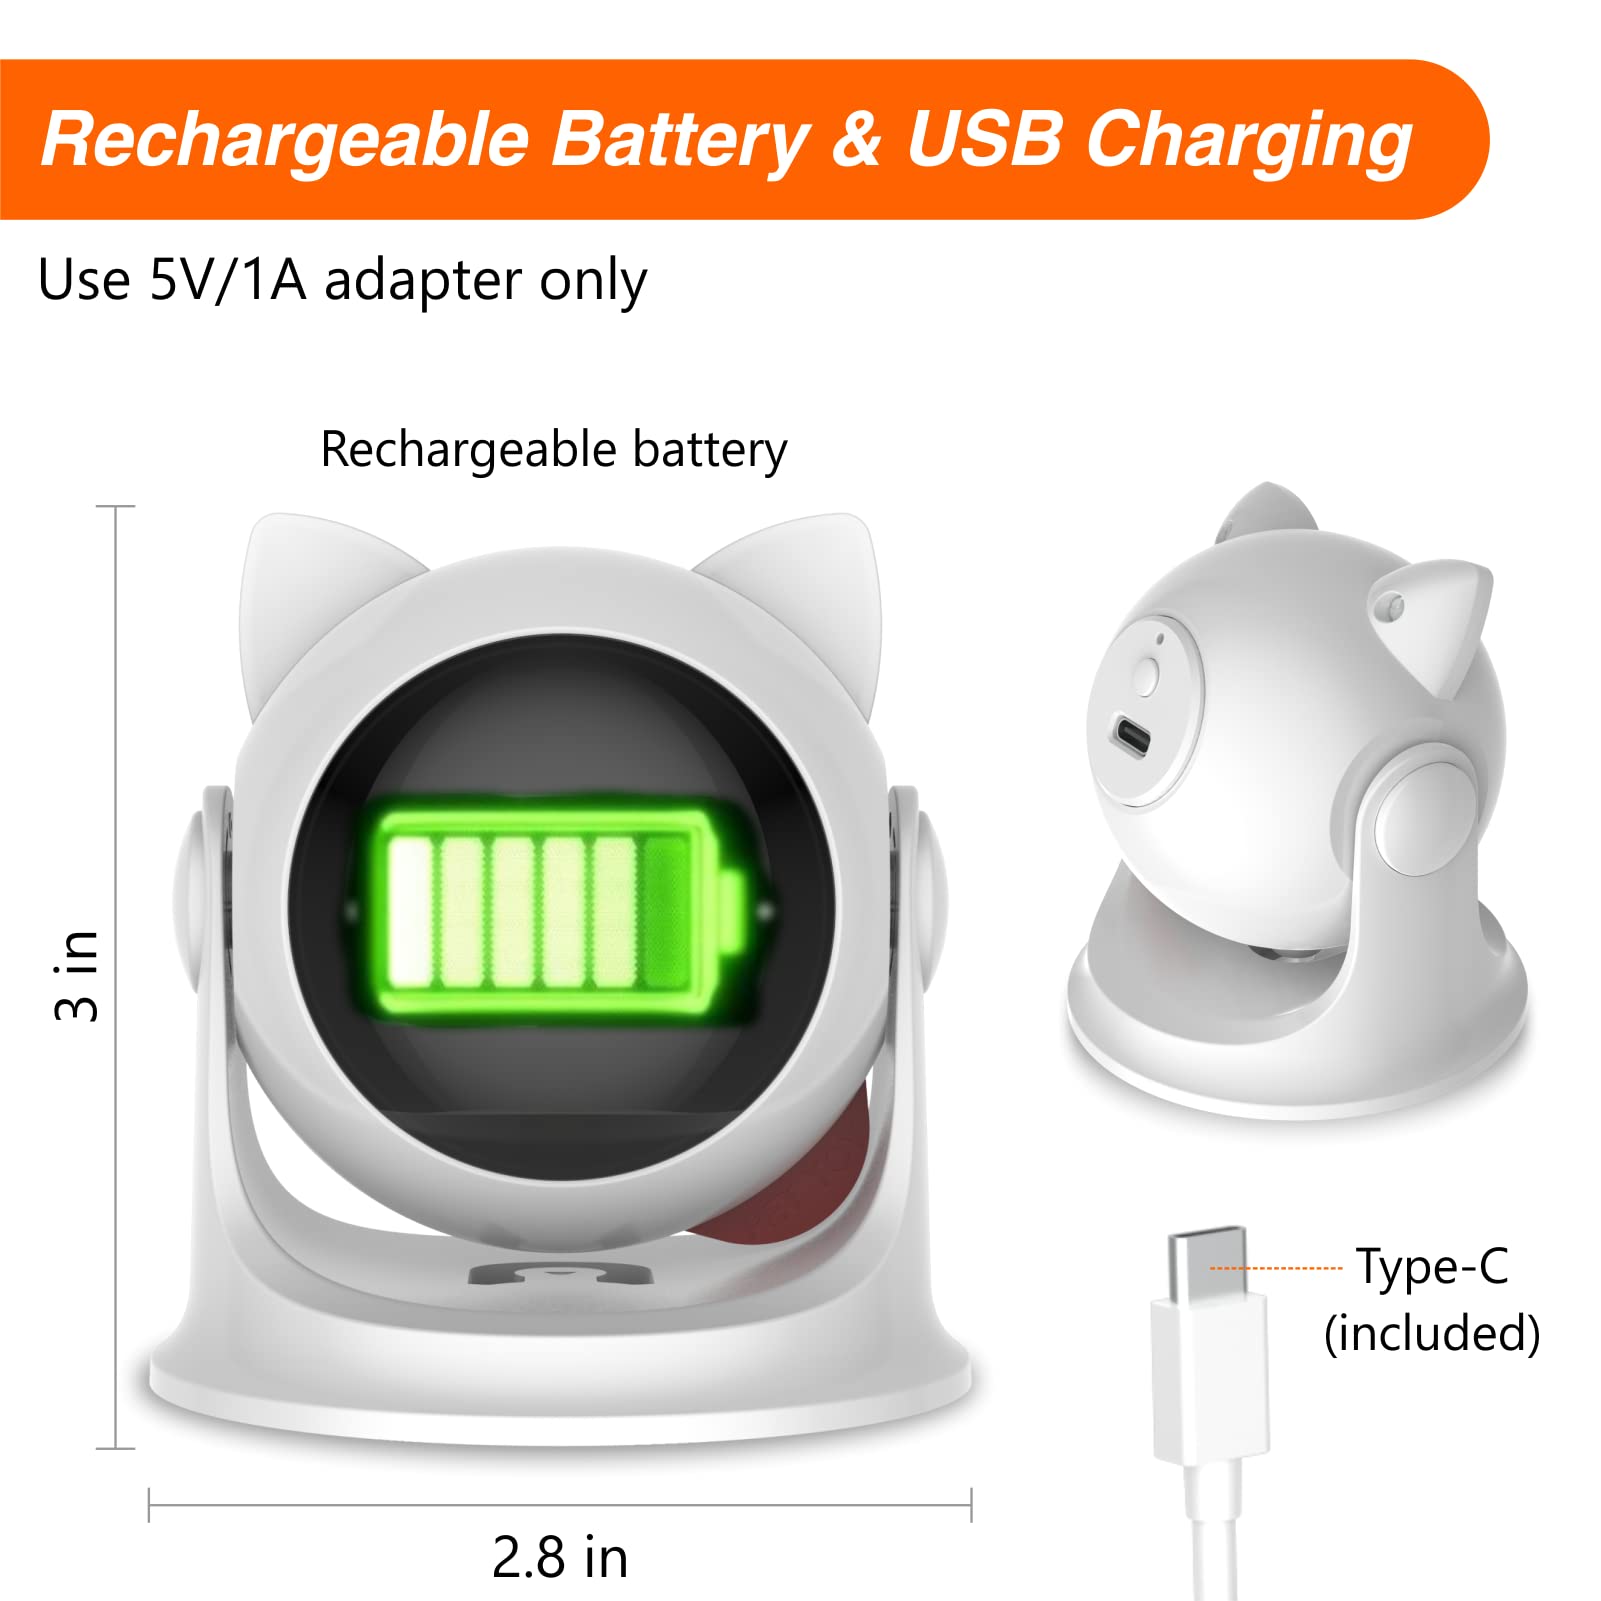 Rechargeable Battery & USB Charging
Use 5V/1A adapter only
Rechargeable battery
3 in
Type-C
(included)
2.8 in